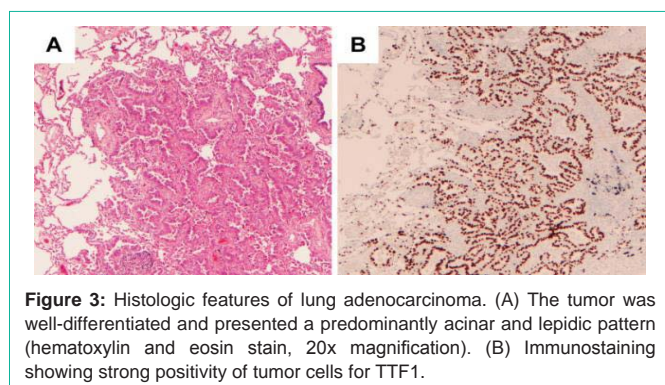 A
B
Figure 3: Histologic features of lung adenocarcinoma. (A) The tumor was
well-differentiated and presented a predominantly acinar and lepidic pattern
(hematoxylin and eosin stain, 20x magnification). (B) Immunostaining
showing strong positivity of tumor cells for TTF1.